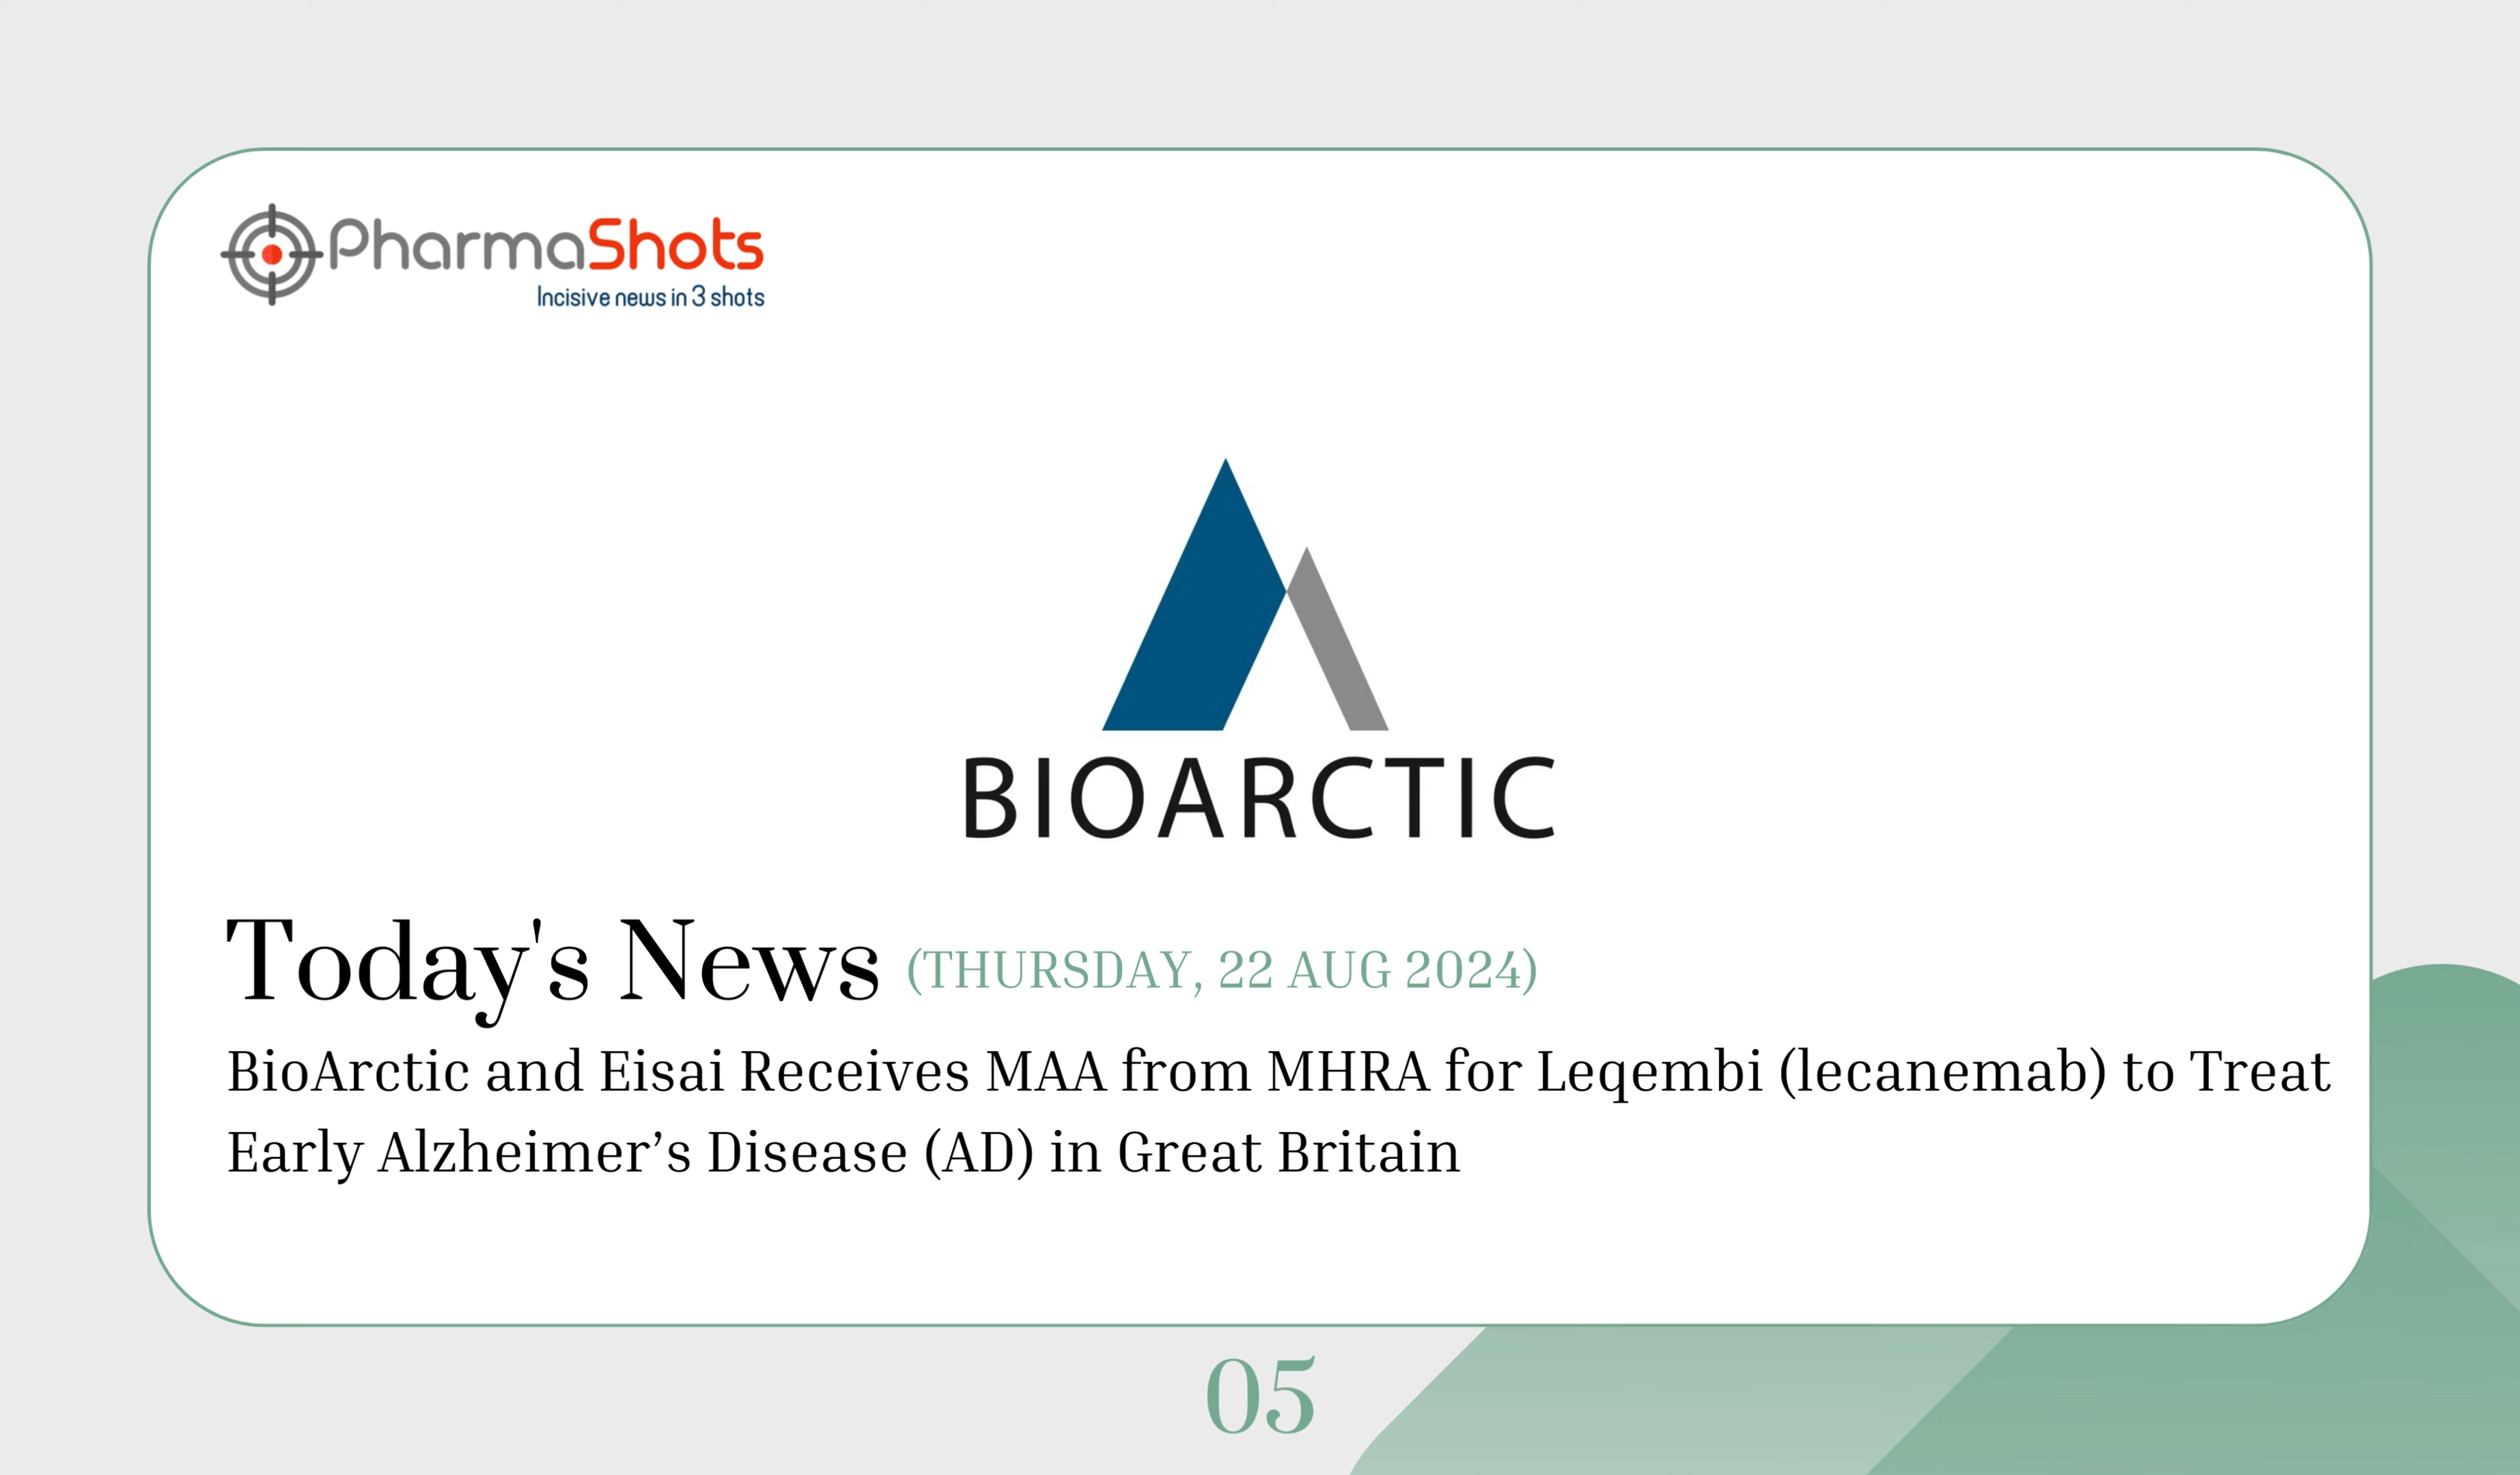 PharmaShots
Incisive news in 3 shots
BIOARCTIC
Today's News (THURSDAY, 22 AUG 2024)
BioArctic and Eisai Receives MAA from MHRA for Leqembi (lecanemab) to Treat
Early Alzheimer’s Disease (AD) in Great Britain
05